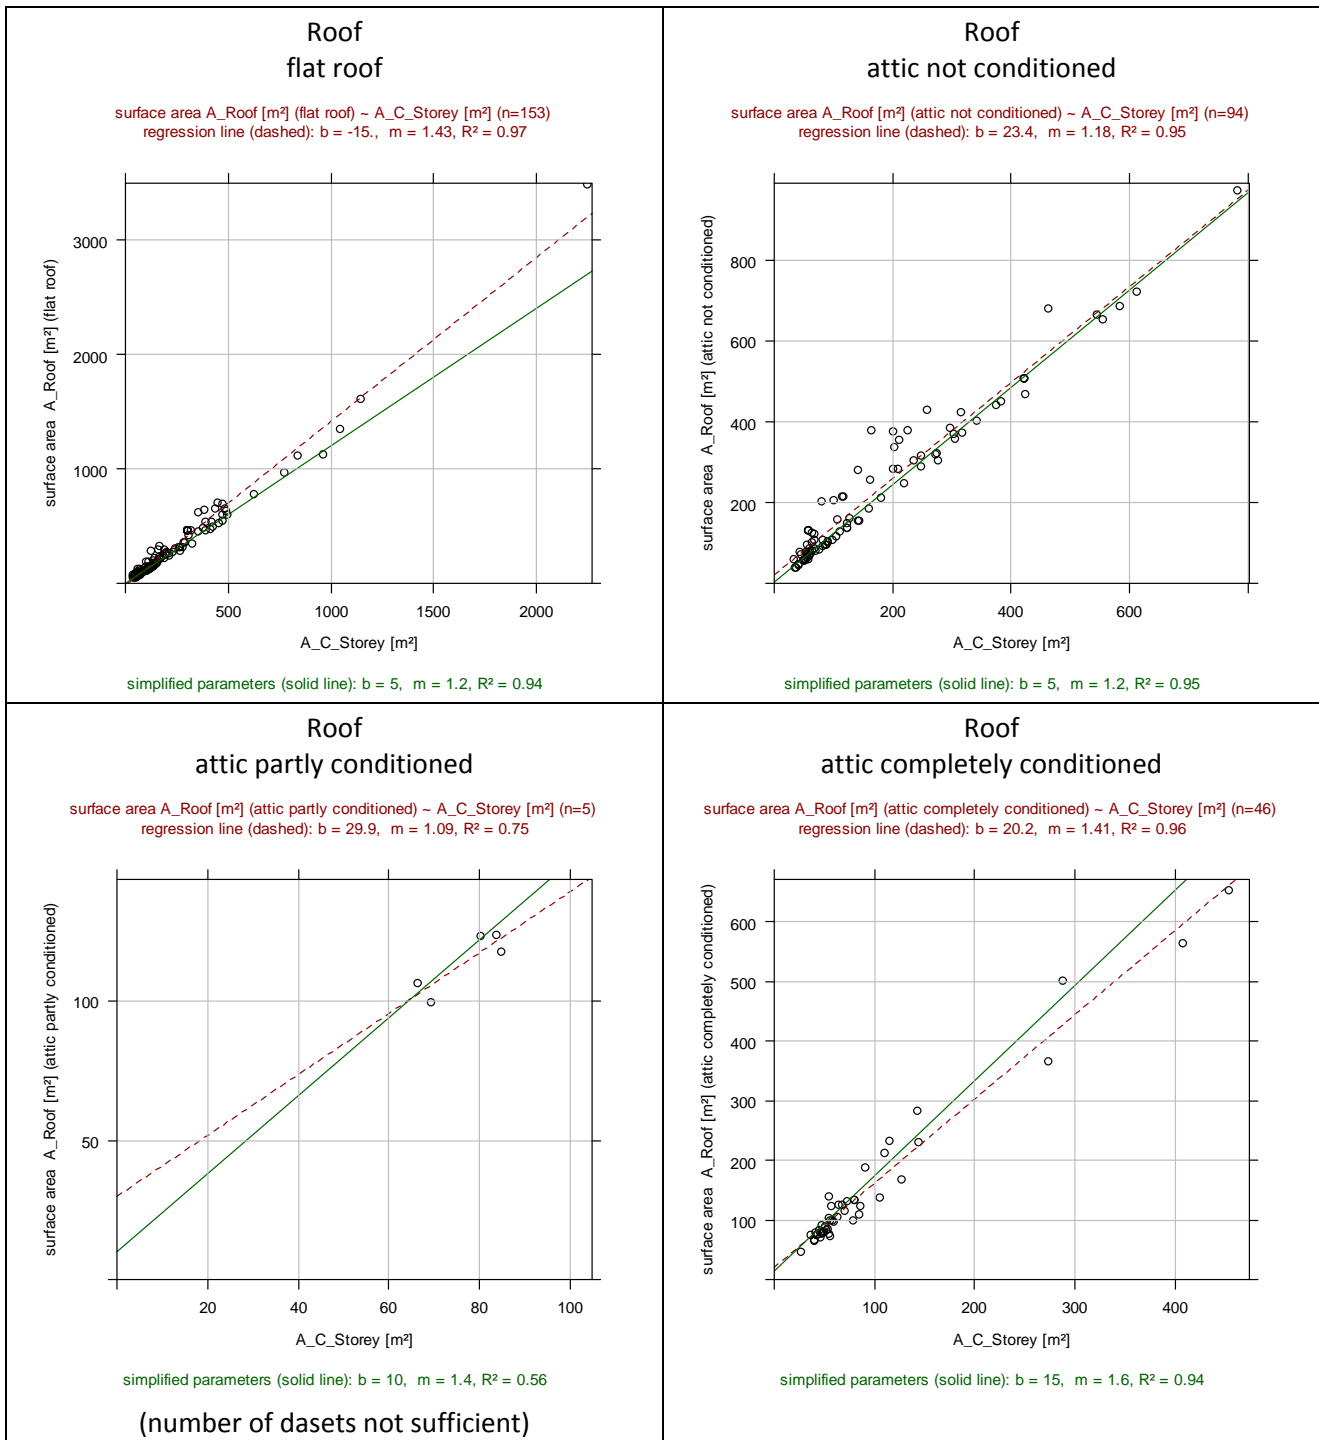 Roof
flat roof
surface area A_Roof [m²] (flat roof) ~ A_C_Storey [m²] (n=153)
regression line (dashed): b = -15., m = 1.43, R² = 0.97
surface area A_Roof [m²] (flat roof)
3000
2000
1000
500
1000
1500
2000
A_C_Storey [m²]
simplified parameters (solid line): b = 5, m = 1.2, R² = 0.94
Roof
attic not conditioned
surface area A_Roof [m²] (attic not conditioned) ~ A_C_Storey [m²] (n=94)
regression line (dashed): b = 23.4, m = 1.18, R² = 0.95
surface area A_Roof [m²] (attic not conditioned)
800
600
400
200
200
400
600
A_C_Storey [m²]
simplified parameters (solid line): b = 5, m = 1.2, R² = 0.95
Roof
attic partly conditioned
surface area A_Roof [m²] (attic partly conditioned) ~ A_C_Storey [m²] (n=5)
regression line (dashed): b = 29.9, m = 1.09, R² = 0.75
surface area A_Roof [m²] (attic partly conditioned)
100
50
20
40
60
80
100
A_C_Storey [m²]
simplified parameters (solid line): b = 10, m = 1.4, R² = 0.56
(number of dasets not sufficient)
Roof
attic completely conditioned
surface area A_Roof [m²] (attic completely conditioned) ~ A_C_Storey [m²] (n=46)
regression line (dashed): b = 20.2, m = 1.41, R² = 0.96
surface area A_Roof [m²] (attic completely conditioned)
600
500
400
300
200
100
100
200
300
400
A_C_Storey [m²]
simplified parameters (solid line): b = 15, m = 1.6, R² = 0.94